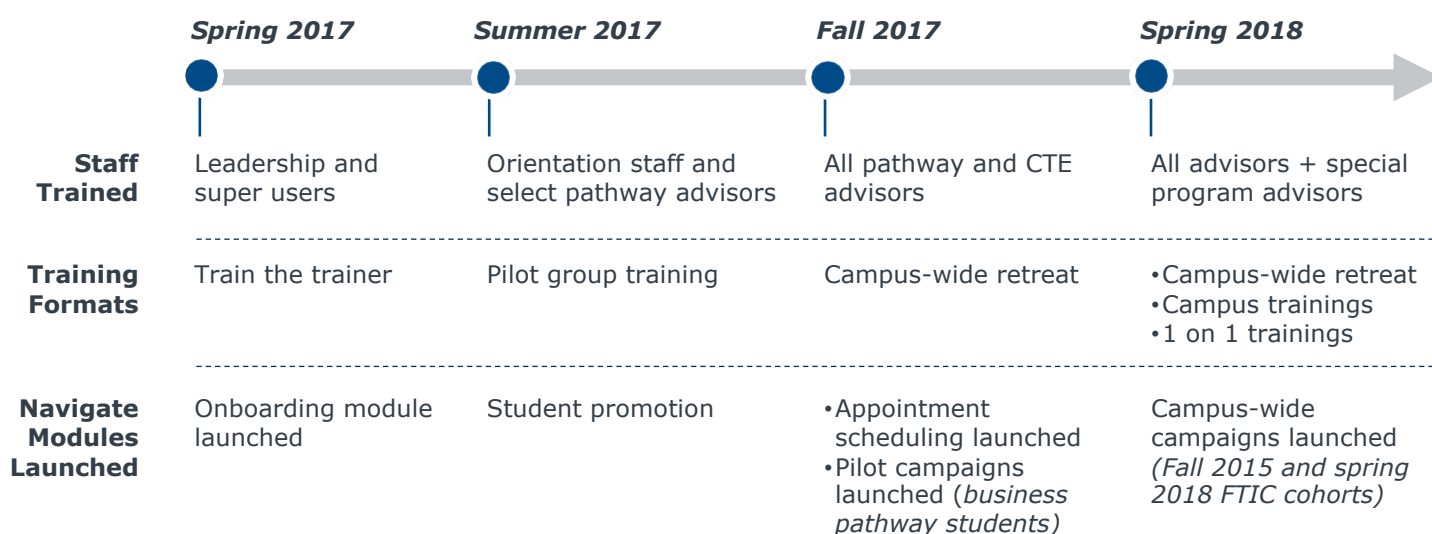 Spring 2017
Summer 2017
Fall 2017
Spring 2018
Staff
Trained
Leadership and
super users
Orientation staff and
select pathway advisors
All pathway and CTE
advisors
All advisors + special
program advisors
Training
Formats
Train the trainer
Pilot group training
Campus-wide retreat
•Campus-wide retreat
•Campus trainings
•1 on 1 trainings
Navigate
Modules
Launched
Onboarding module
launched
Student promotion
•Appointment
scheduling launched
•Pilot campaigns
launched (business
pathway students)
Campus-wide
campaigns launched
(Fall 2015 and spring
2018 FTIC cohorts)